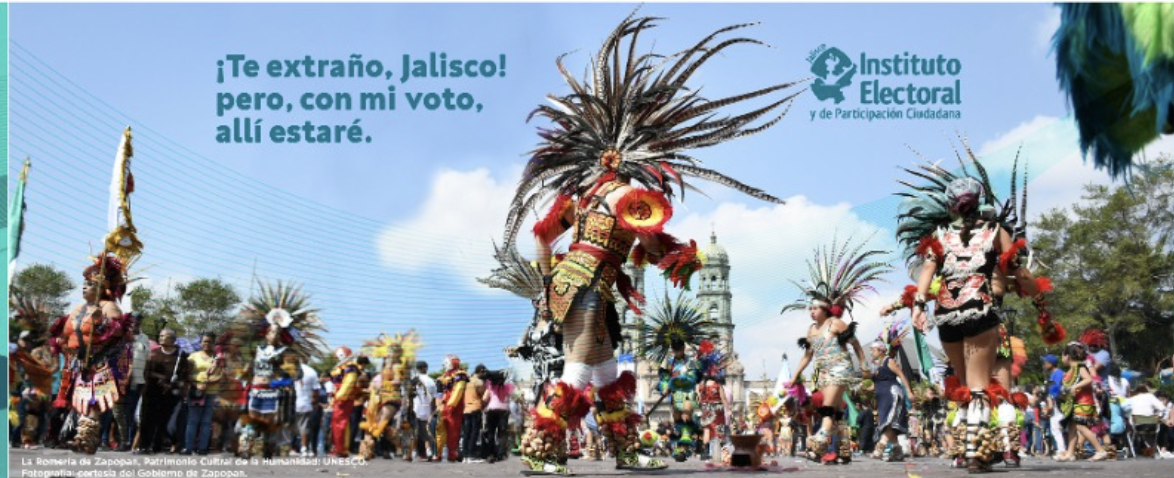 ¡Te extraño, Jalisco!
pero, con mi voto,
allí estaré.
Jalisco
Instituto
Electoral
y de Participación Ciudadana
La Romería de Zapopan, Patrimonio Cultral de la Humanidad: UNESCO.
Fotografía: cortesía del Gobierno de Zapopan.